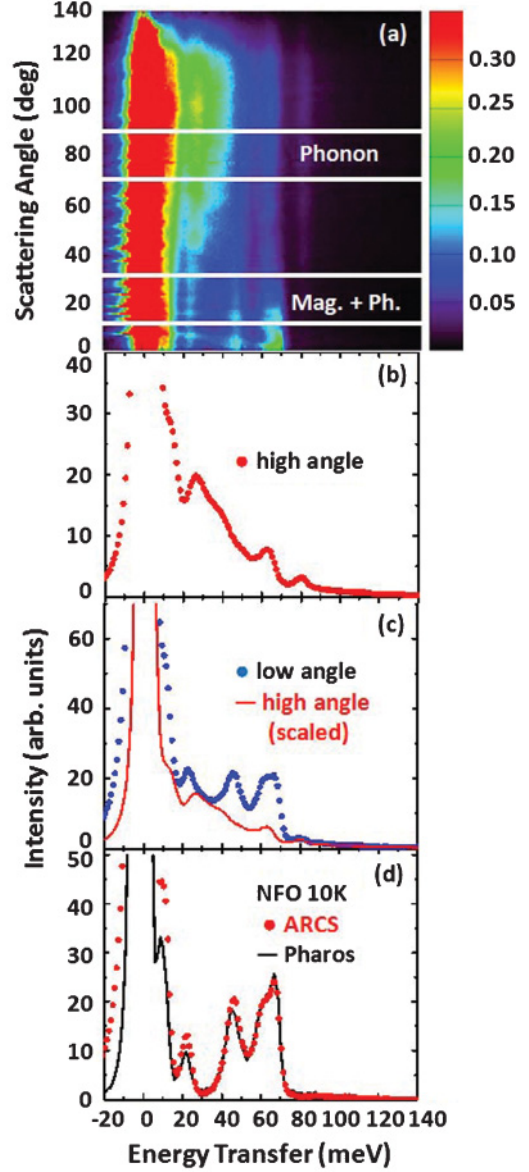 140
120
100
80
60
40
20
0
Scattering Angle (deg)
(a)
Phonon
Mag. + Ph.
0.30
0.25
0.20
0.15
0.10
0.05
(b)
40
30
20
10
0
high angle
(c)
60
40
20
0
low angle
high angle
(scaled)
Intensity (arb. units)
(d)
50
40
30
20
10
0
NFO 10K
ARCS
Pharos
-20 0 20 40 60 80 100 120 140
Energy Transfer (meV)